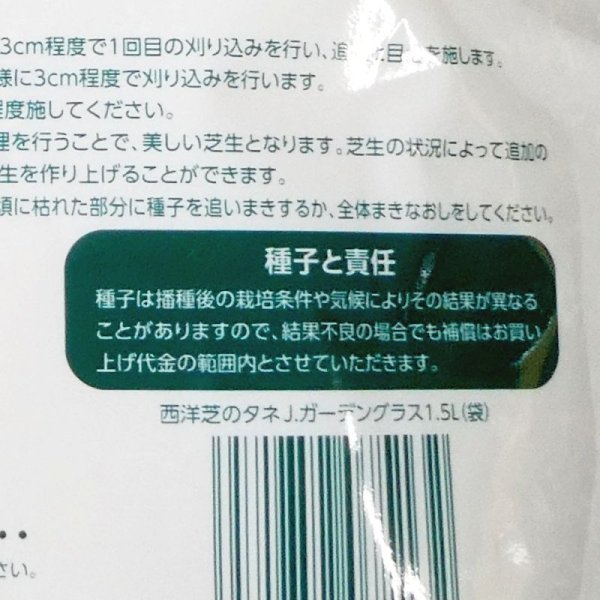 3cm程度で1回目の刈り込みを行い、追 と目 を施します。
様に3cm程度で刈り込みを行います。
程度施してください。
理を行うことで、美しい芝生となります。芝生の状況によって追加の
生を作り上げることができます。
頃に枯れた部分に種子を追いまきするか、全体まきなおしをしてください。
種子と責任
種子は播種後の栽培条件や気候によりその結果が異なる
ことがありますので、結果不良の場合でも補償はお買い
上げ代金の範囲内とさせていただきます。
西洋芝のタネJ.ガーデングラス1.5L(袋)
さい。